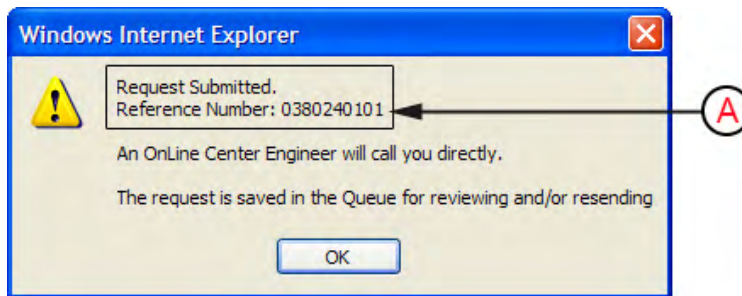 Windows Internet Explorer
Request Submitted.
Reference Number: 0380240101
A
An OnLine Center Engineer will call you directly.
The request is saved in the Queue for reviewing and/or resending
OK